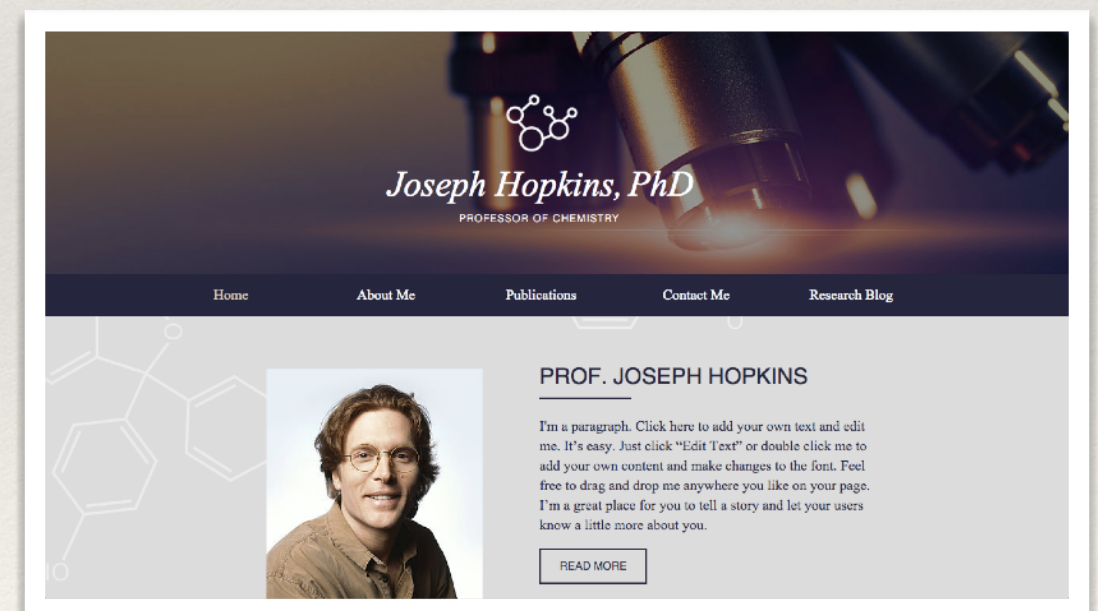 Joseph Hopkins, PhD
PROFESSOR OF CHEMISTRY
Home About Me Publications Contact Me Research Blog
O
O
PROF. JOSEPH HOPKINS
I'm a paragraph. Click here to add your own text and edit
me. It's easy. Just click “Edit Text” or double click me to
add your own content and make changes to the font. Feel
free to drag and drop me anywhere you like on your page.
I'm a great place for you to tell a story and let your users
know a little more about you.
READ MORE
HO